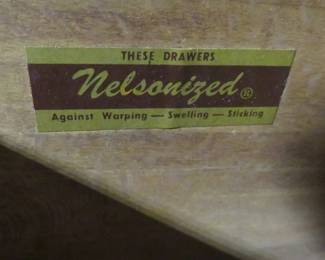 THESE DRAWERS
Nelsonized ®
Against Warping — Swelling — Sticking